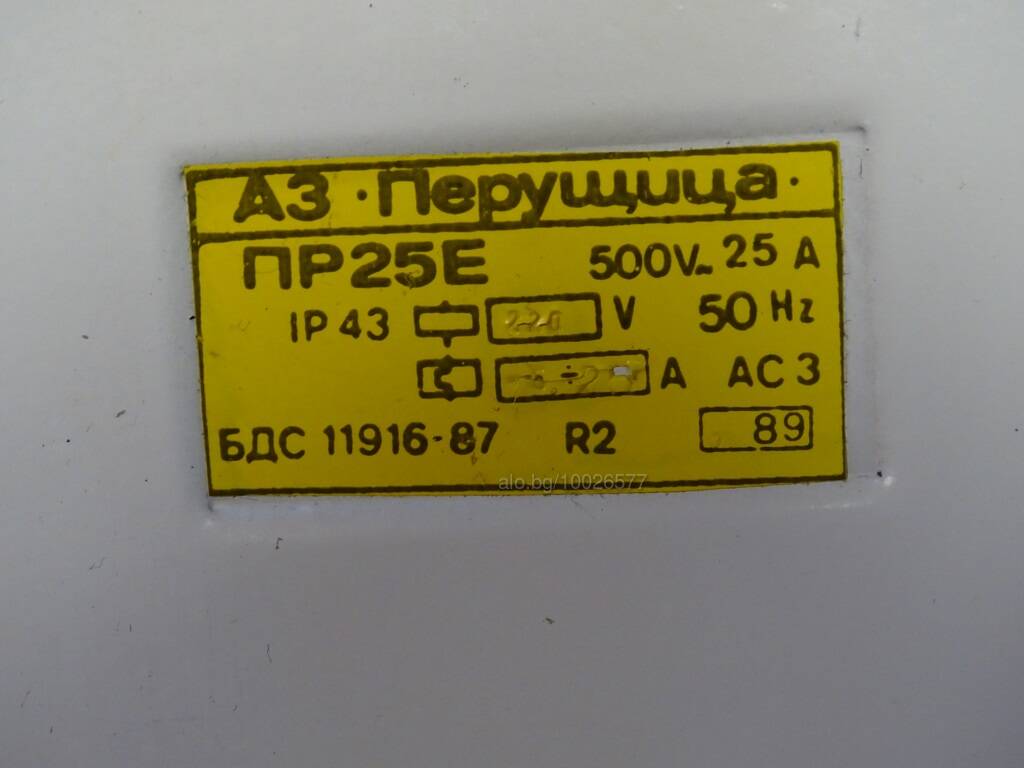 АЗ · Перущица ·
ПР25Е 500V~ 25 A
IP 43 220 V 50 Hz
A AC 3
БДС 11916-87 R2 89
alo.bg/10026577